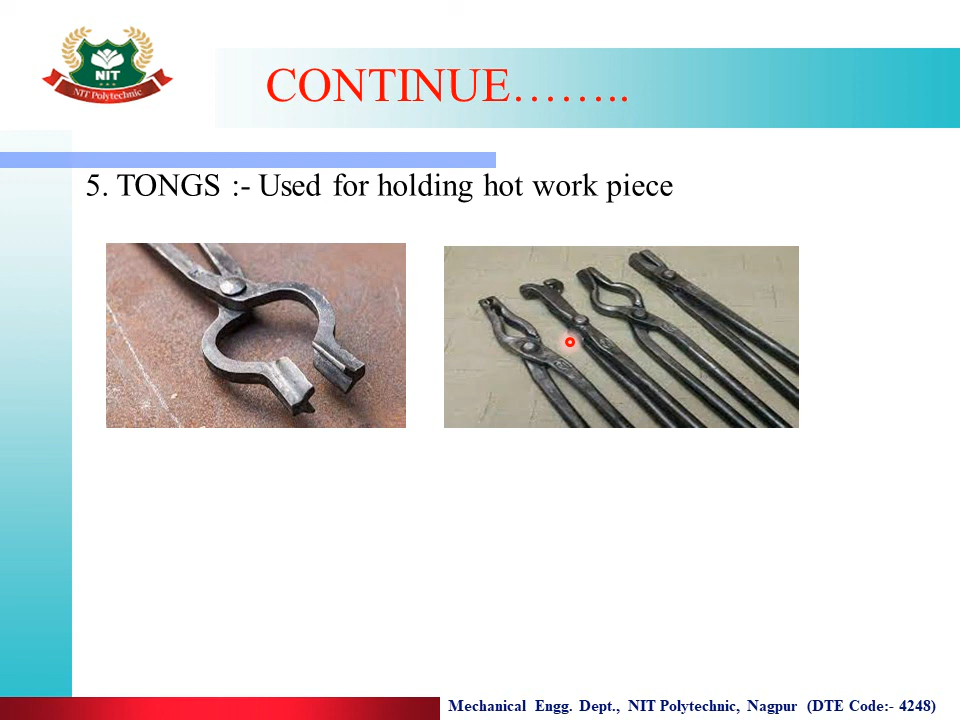 NIT
NIT Polytechnic
CONTINUE……..
5. TONGS :- Used for holding hot work piece
Mechanical Engg. Dept., NIT Polytechnic, Nagpur (DTE Code:- 4248)